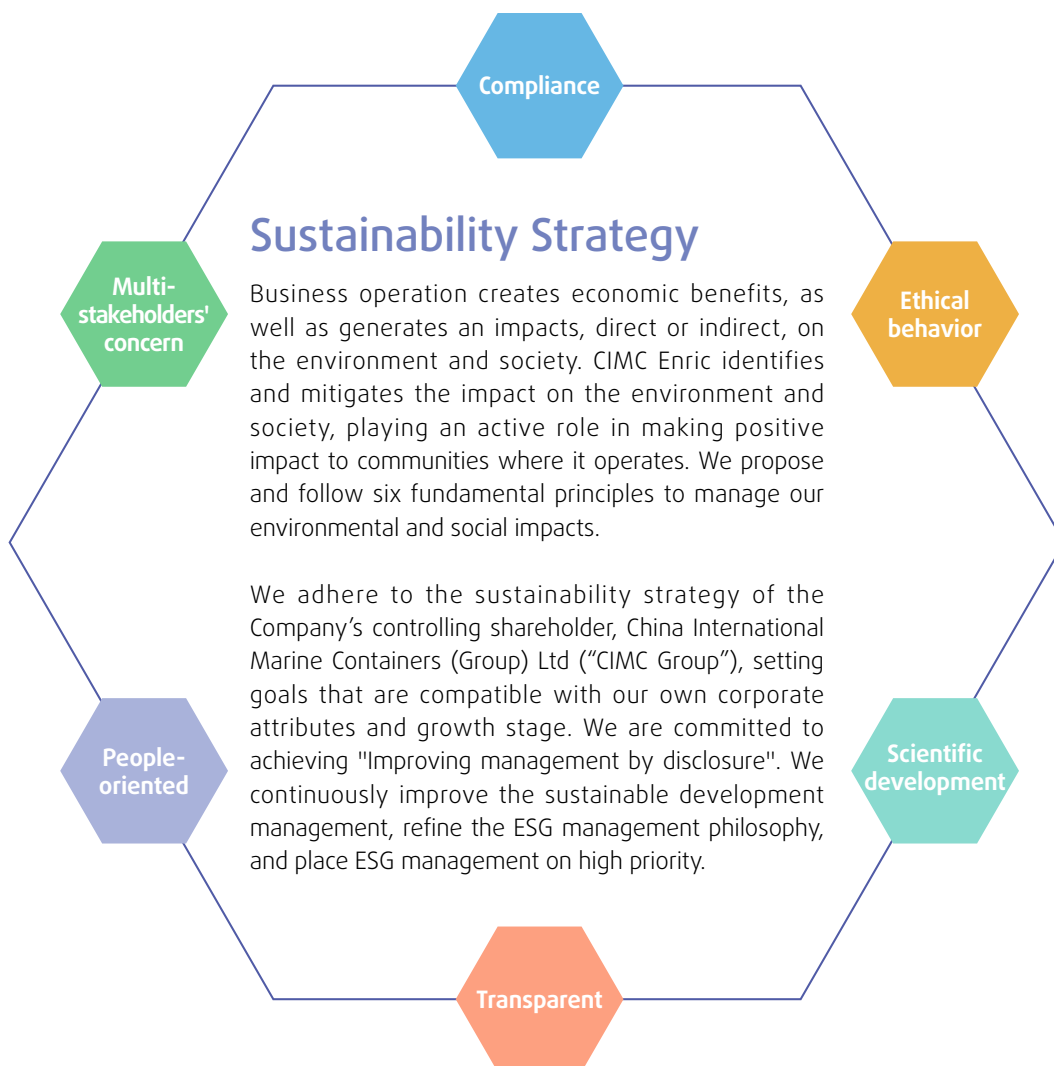 Compliance
Sustainability Strategy
Multi-
stakeholders'
concern
Ethical
behavior
Business operation creates economic benefits, as
well as generates an impacts, direct or indirect, on
the environment and society. CIMC Enric identifies
and mitigates the impact on the environment and
society, playing an active role in making positive
impact to communities where it operates. We propose
and follow six fundamental principles to manage our
environmental and social impacts.
We adhere to the sustainability strategy of the
Company’s controlling shareholder, China International
Marine Containers (Group) Ltd (“CIMC Group”), setting
goals that are compatible with our own corporate
attributes and growth stage. We are committed to
achieving "Improving management by disclosure". We
continuously improve the sustainable development
management, refine the ESG management philosophy,
and place ESG management on high priority.
People-
oriented
Scientific
development
Transparent